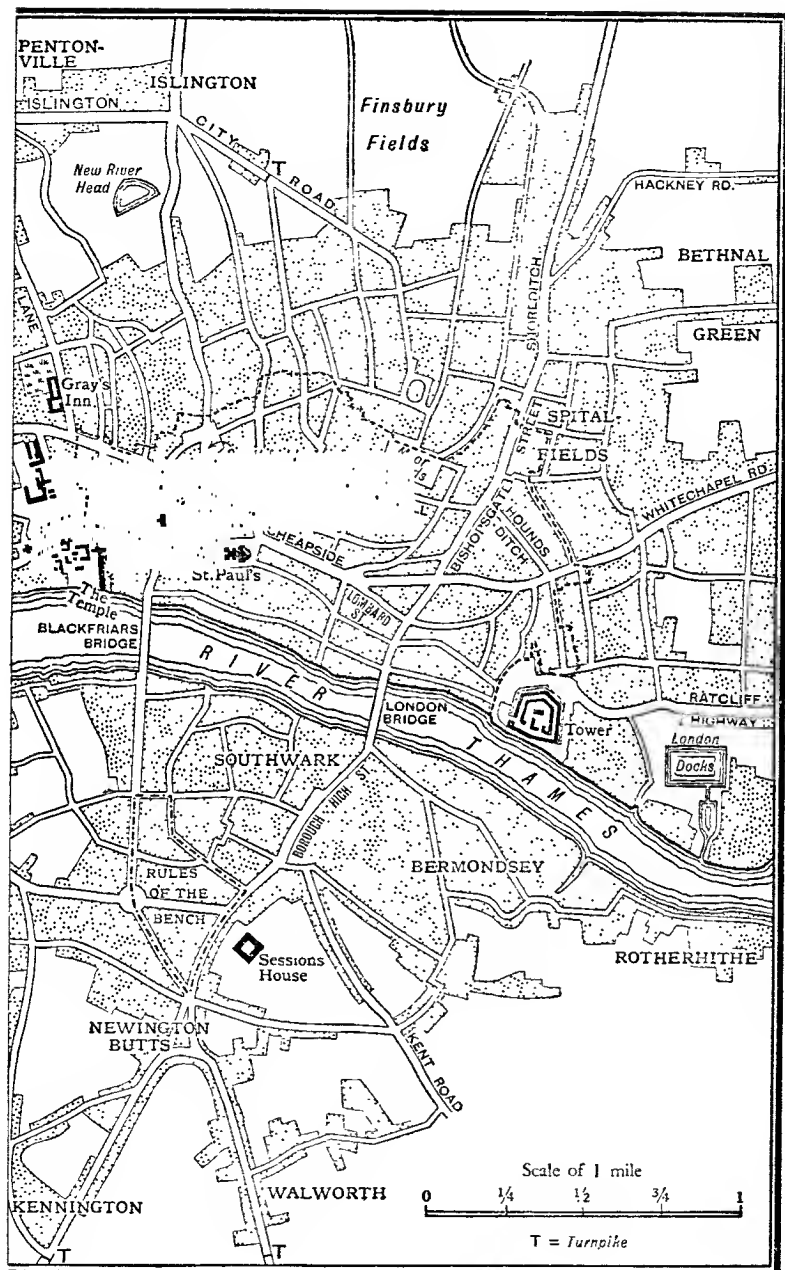 PENTON-
VILLE
ISLINGTON
ISLINGTON
Finsbury
Fields
CITY
T
ROAD.
New River
Head
HACKNEY RD.
BETHNAL
GREEN
LANE
SHOREDITCH
Gray's
Inn
SPITAL-
FIELDS
STREET
BISHOPSGATE
HOUNDS
DITCH
WHITECHAPEL RD.
CHEAPSIDE
St. Paul's
LOMBARD
ST
The
Temple
BLACKFRIARS
BRIDGE
RIVER
THAMES
LONDON
BRIDGE
Tower
RATCLIFF
HIGHWAY
London
Docks
SOUTHWARK
BOROUGH HIGH ST
BERMONDSEY
RULES
OF THE
BENCH
Sessions
House
ROTHERHITHE
NEWINGTON
BUTTS
KENT ROAD
KENNINGTON
WALWORTH
T
T
Scale of 1 mile
0 1/4 1/2 3/4 1
T = Turnpike